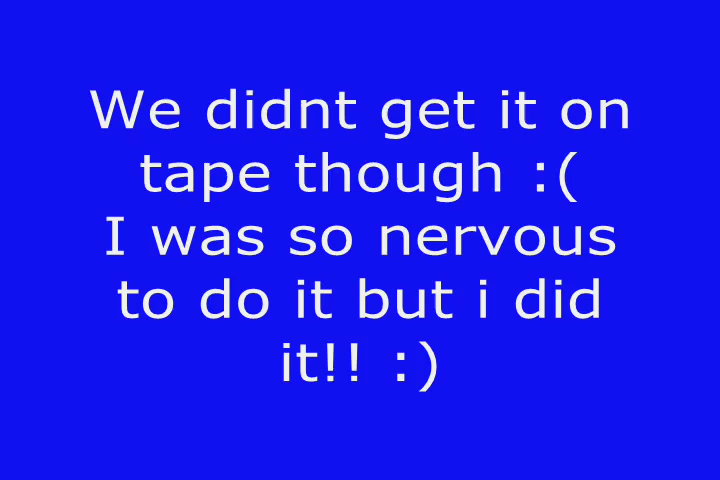 We didnt get it on
tape though :(
I was so nervous
to do it but i did
it!! :)